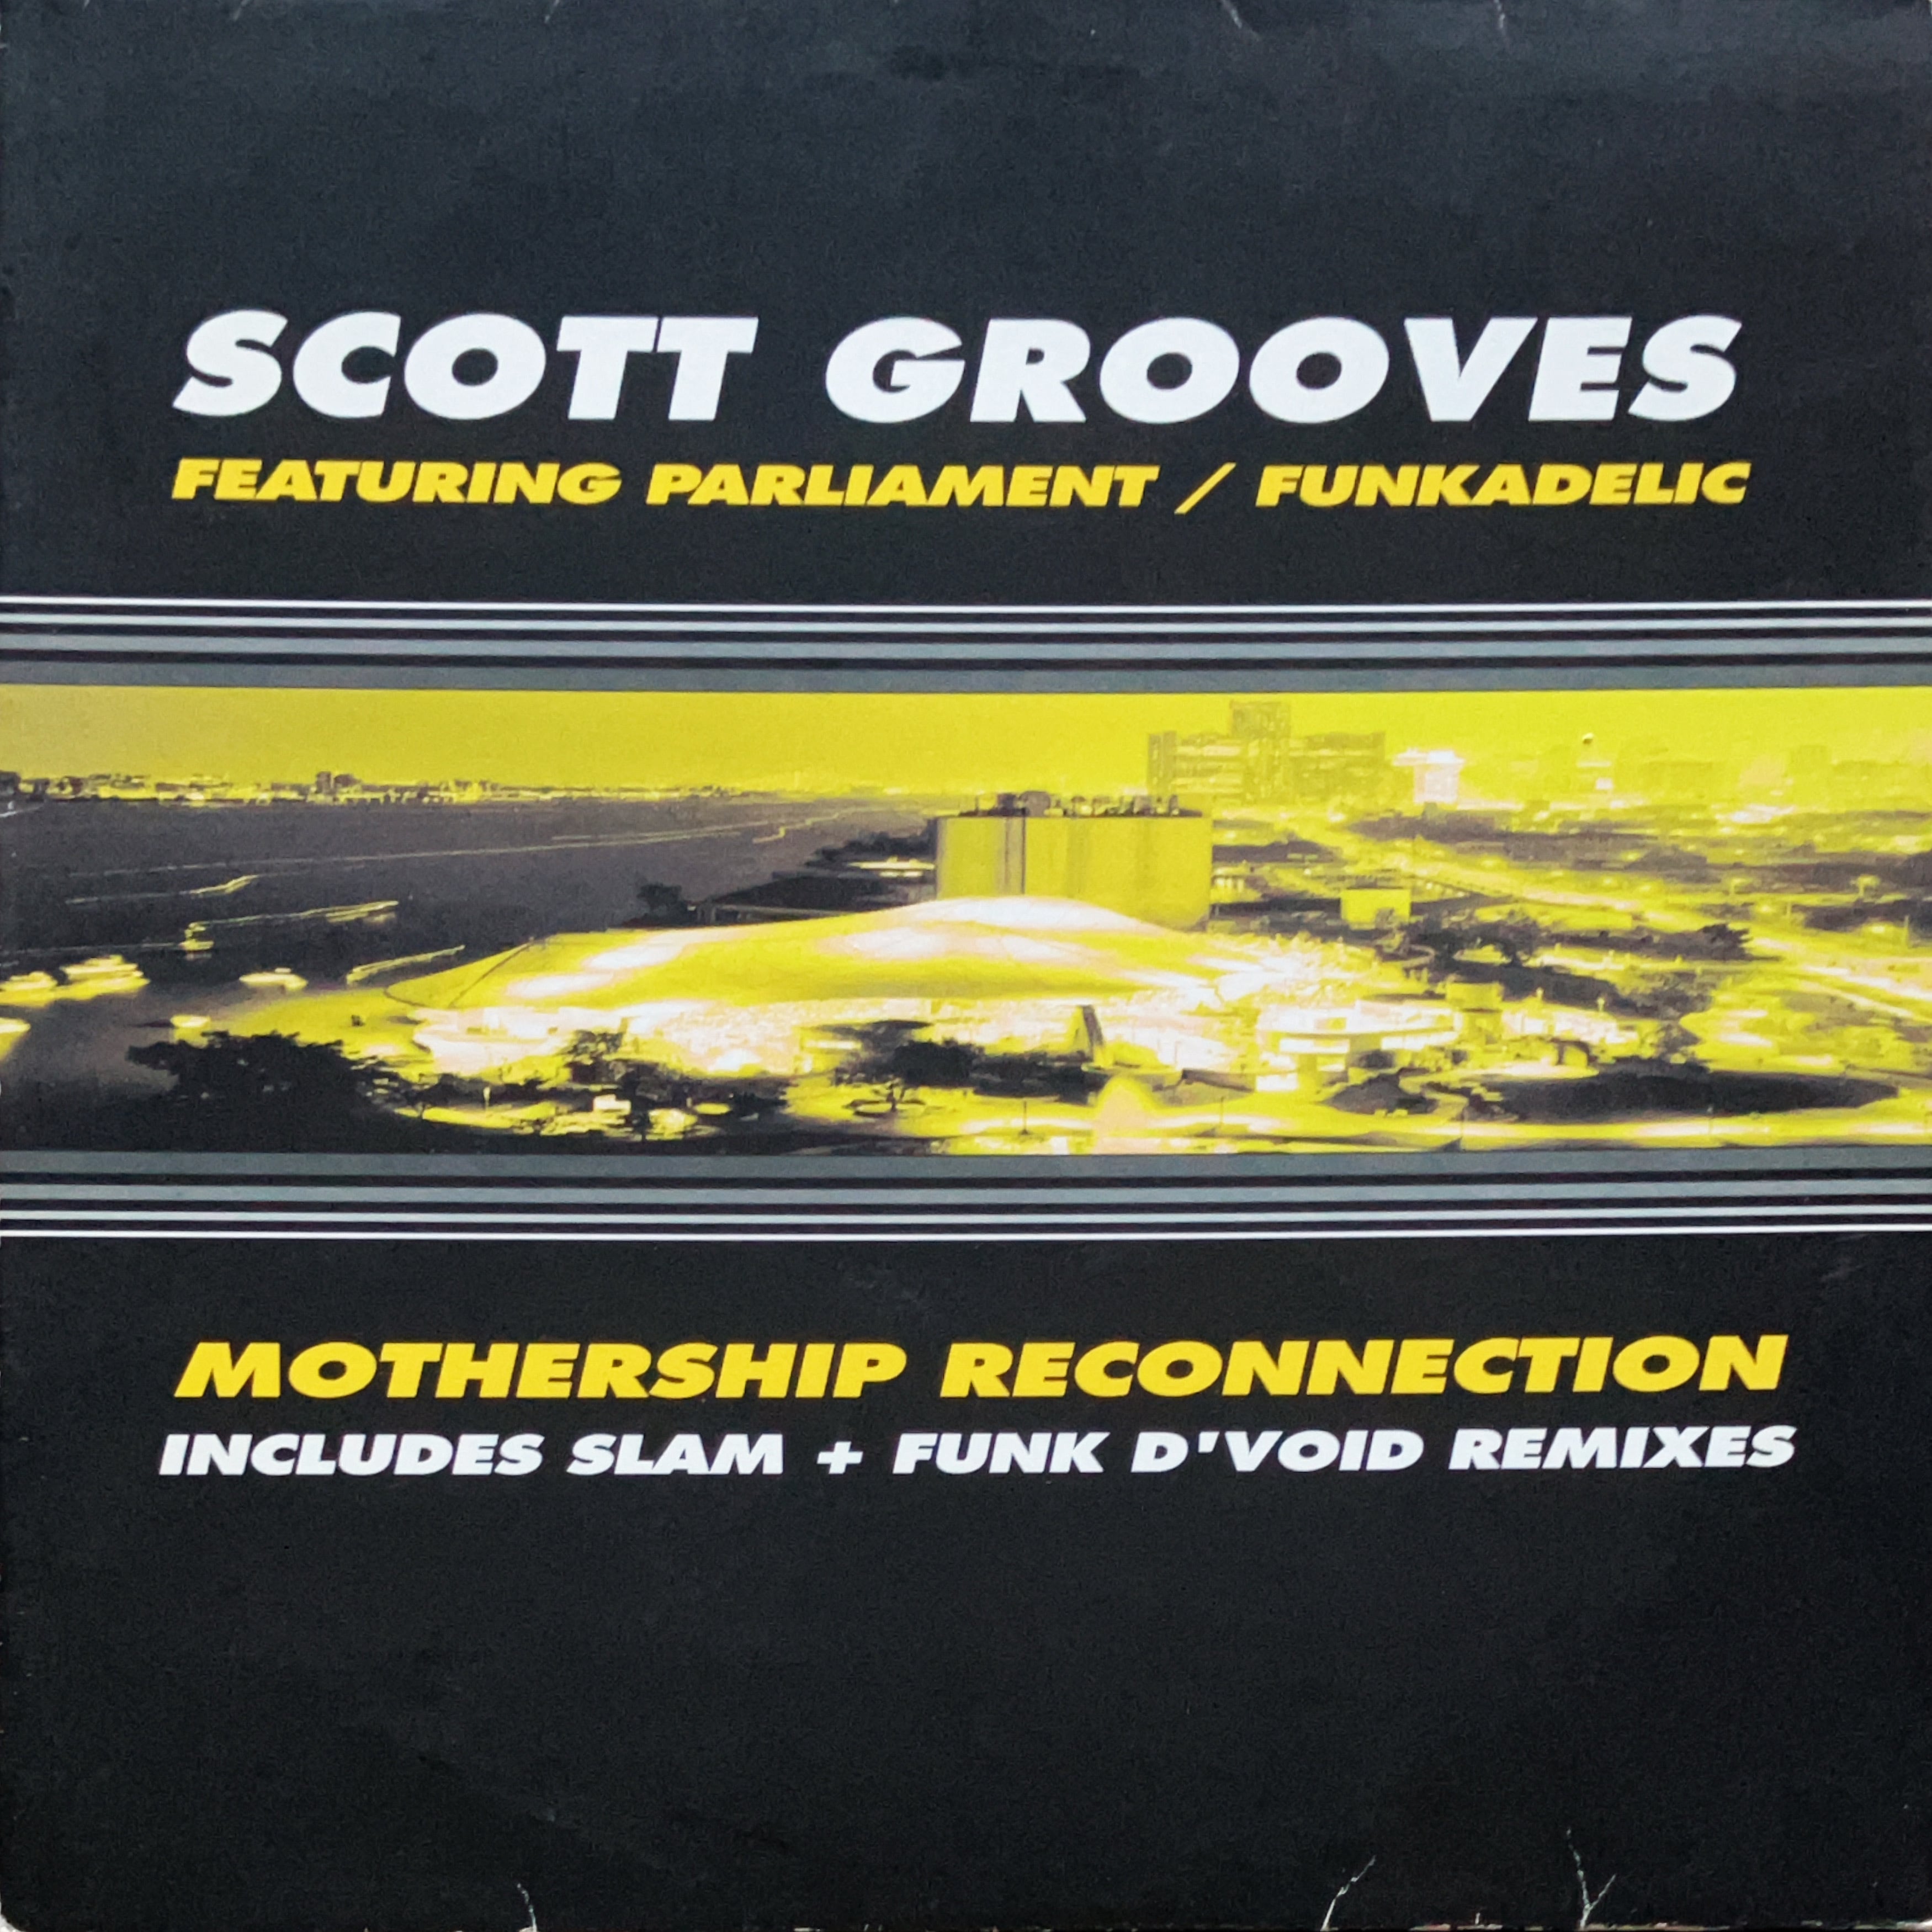 SCOTT GROOVES
FEATURING PARLIAMENT / FUNKADELIC
MOTHERSHIP RECONNECTION
INCLUDES SLAM + FUNK D'VOID REMIXES